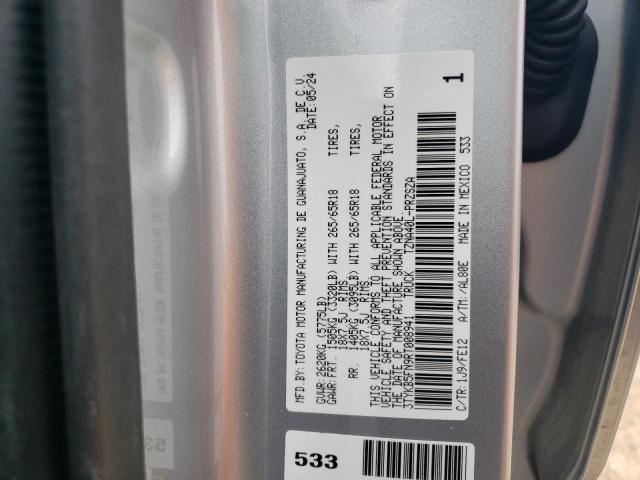 MFD.BY: TOYOTA MOTOR MANUFACTURING DE GUANAJUATO, S.A. DE C.V.
DATE: 05/24
GVWR: 2620KG (5775LB)
GAWR: FRT. 1505KG (3320LB) WITH 265/65R18 TIRES,
18X7.5J RIMS
RR. 1405KG (3095LB) WITH 265/65R18 TIRES,
18X7.5J RIMS
THIS VEHICLE CONFORMS TO ALL APPLICABLE FEDERAL MOTOR
VEHICLE SAFETY AND THEFT PREVENTION STANDARDS IN EFFECT ON
THE DATE OF MANUFACTURE SHOWN ABOVE.
3TYKB5FN9RT008941 TRUCK TZNA40L-PRZSZA
C/TR: 1J9/FE12 A/TM: /AL80E MADE IN MEXICO 533
1
533